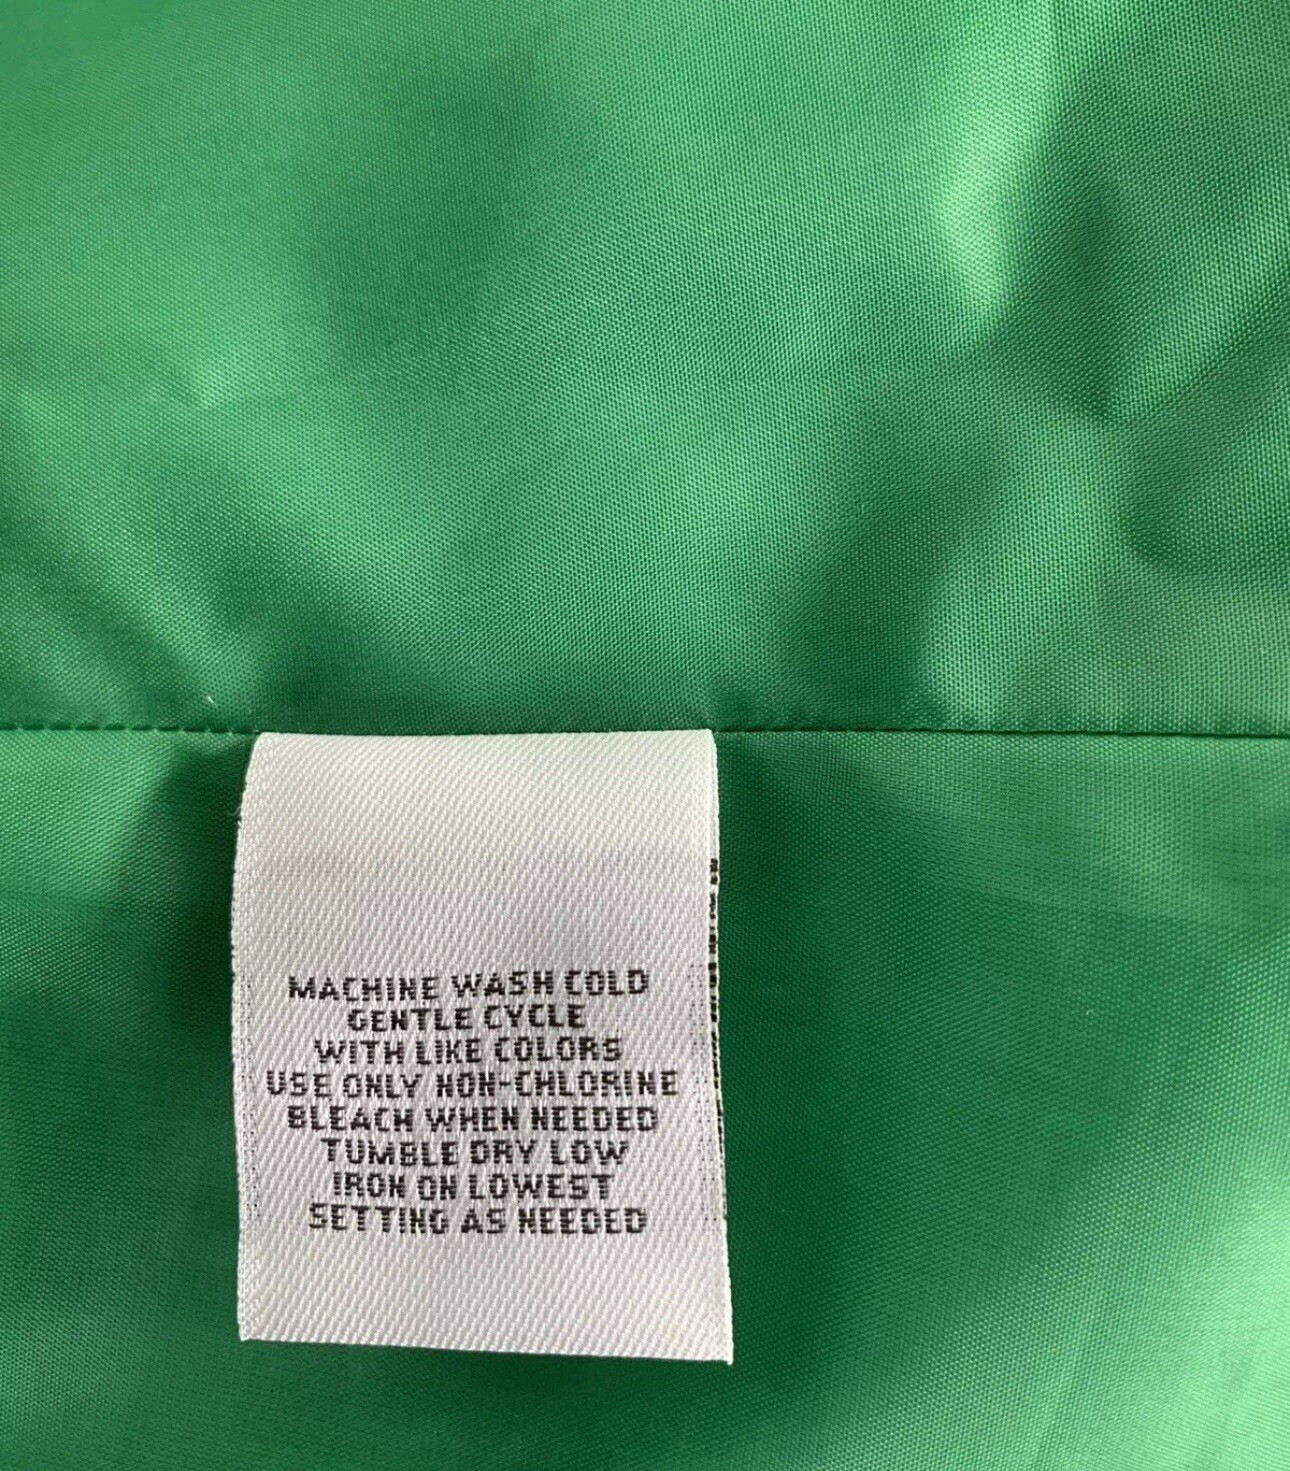 MACHINE WASH COLD
GENTLE CYCLE
WITH LIKE COLORS
USE ONLY NON-CHLORINE
BLEACH WHEN NEEDED
TUMBLE DRY LOW
IRON ON LOWEST
SETTING AS NEEDED